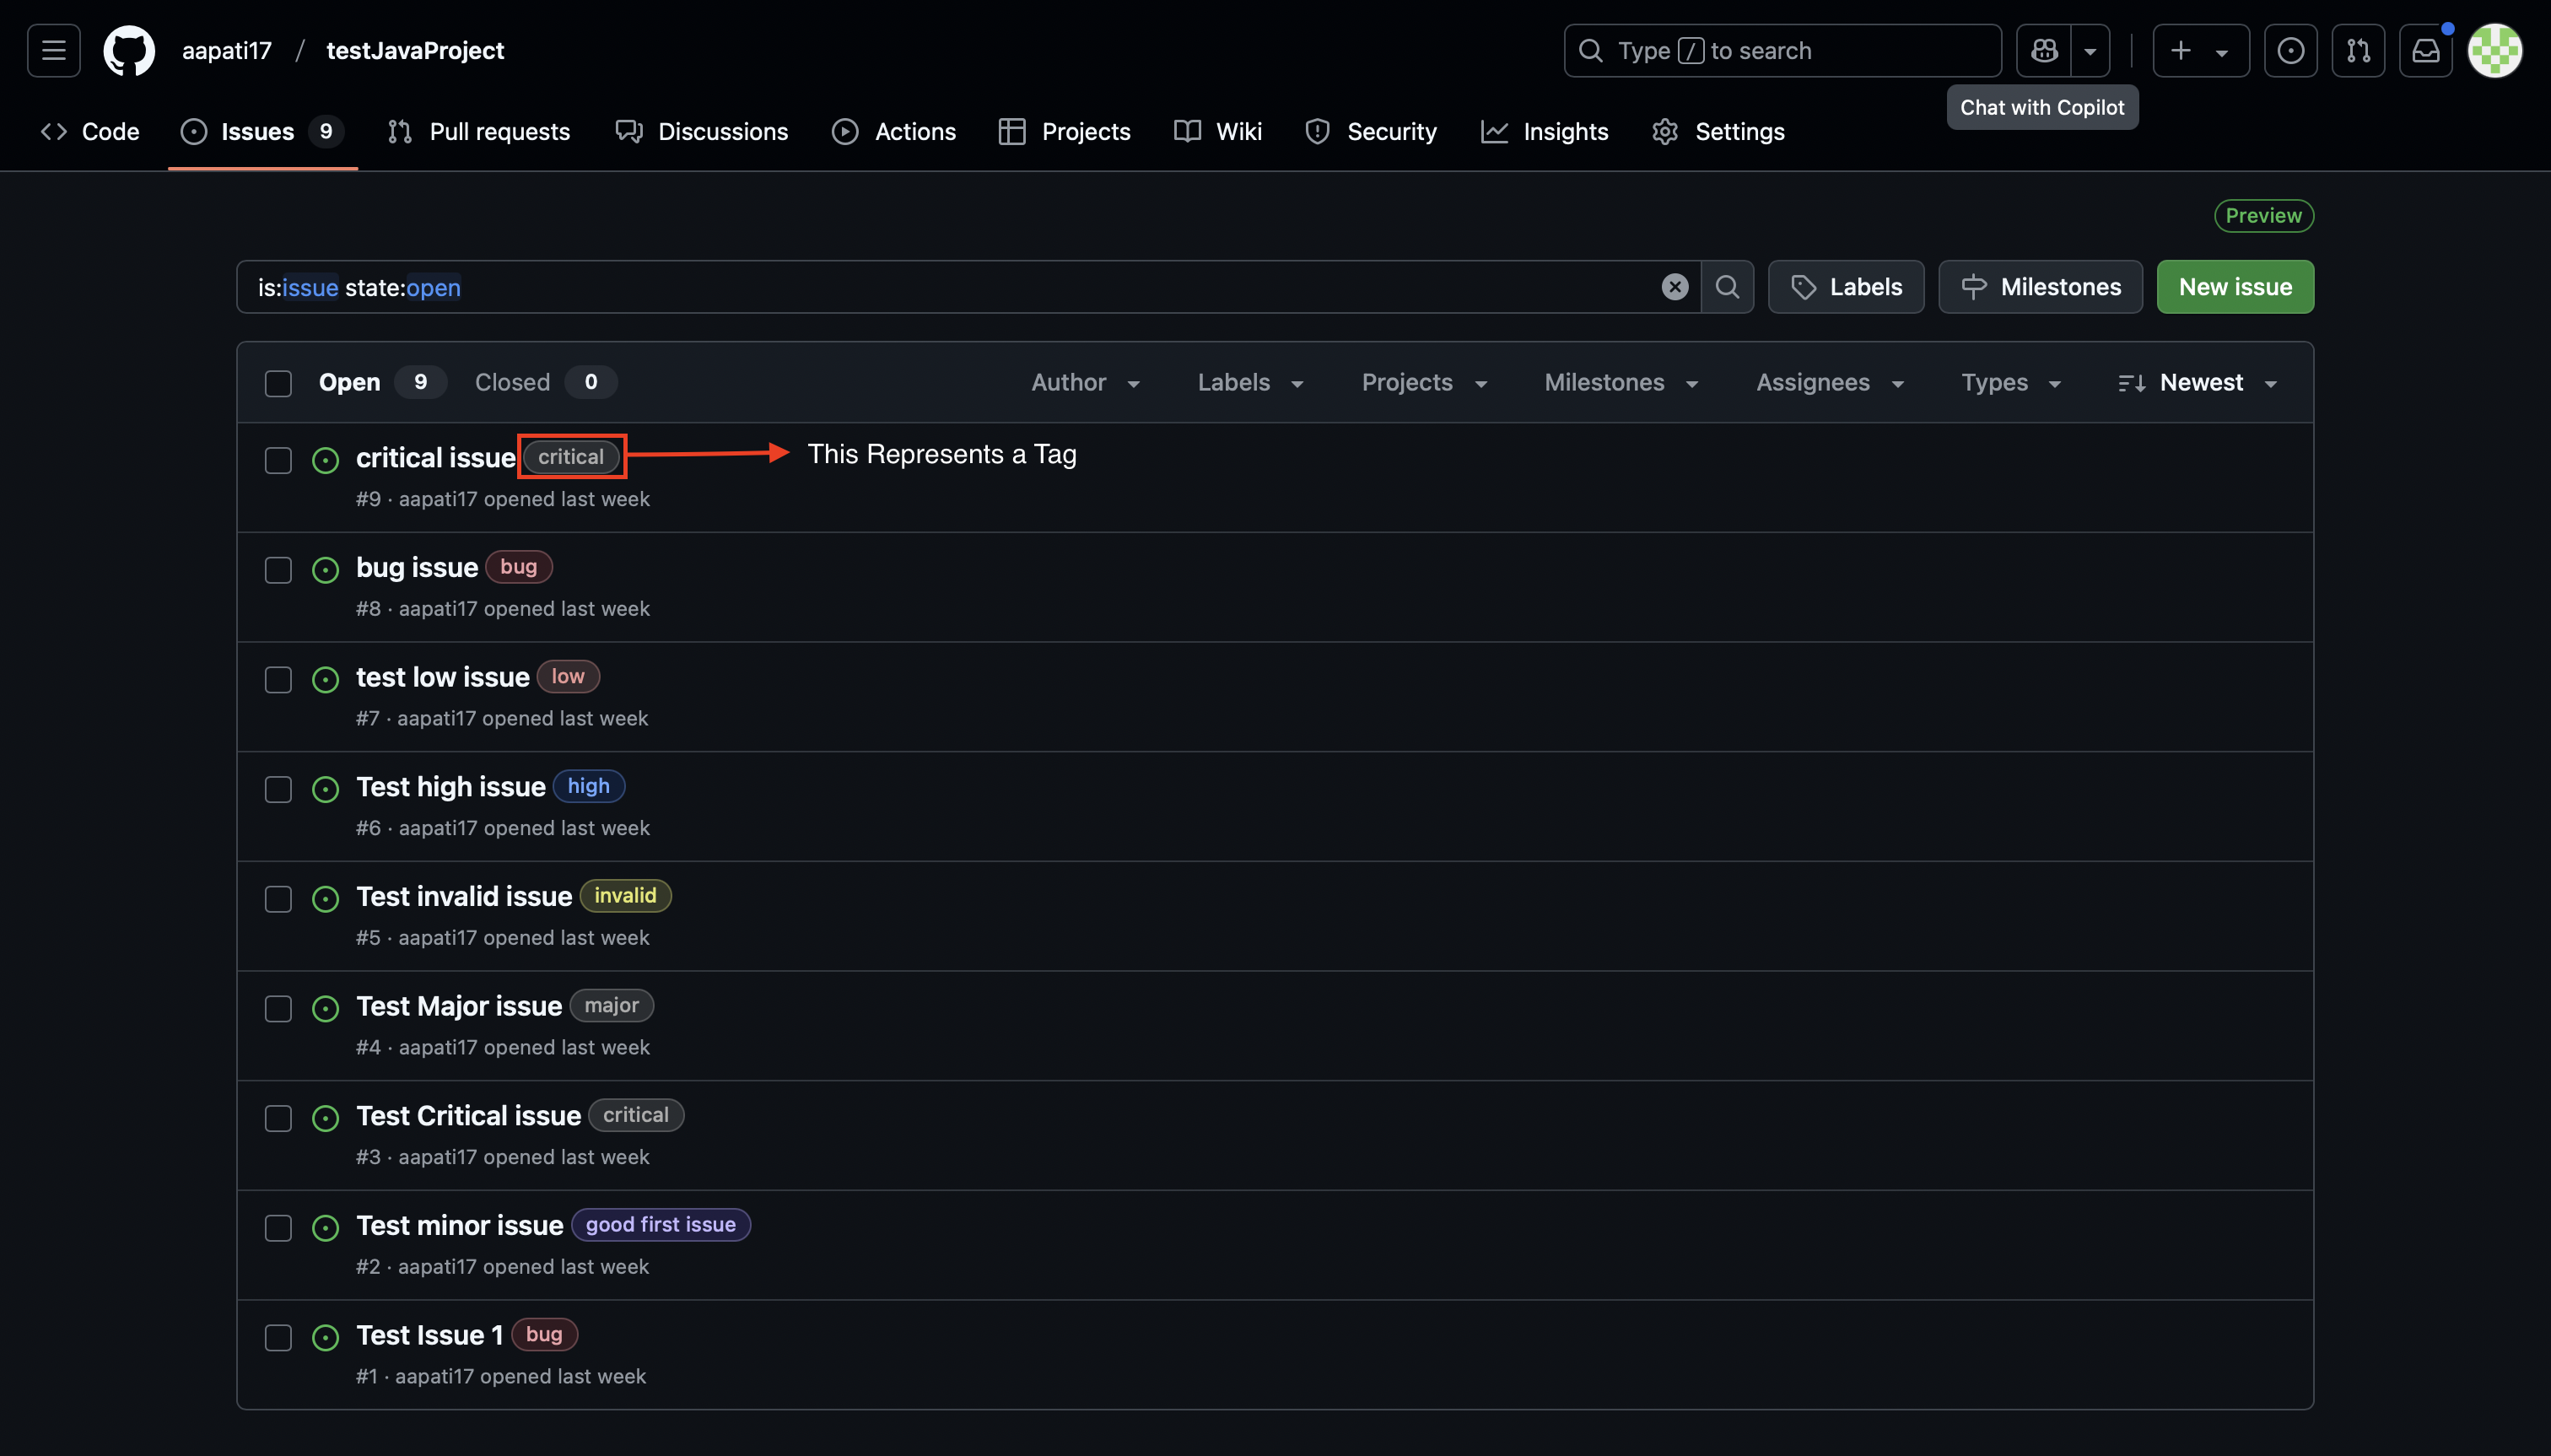 aapati17 / testJavaProject
Type / to search
Chat with Copilot
Code Issues 9 Pull requests Discussions Actions Projects Wiki Security Insights Settings
Preview
is:issue state:open
Labels Milestones New issue
Open 9 Closed 0 Author Labels Projects Milestones Assignees Types Newest
critical issue critical This Represents a Tag
#9 · aapati17 opened last week
bug issue bug
#8 · aapati17 opened last week
test low issue low
#7 · aapati17 opened last week
Test high issue high
#6 · aapati17 opened last week
Test invalid issue invalid
#5 · aapati17 opened last week
Test Major issue major
#4 · aapati17 opened last week
Test Critical issue critical
#3 · aapati17 opened last week
Test minor issue good first issue
#2 · aapati17 opened last week
Test Issue 1 bug
#1 · aapati17 opened last week